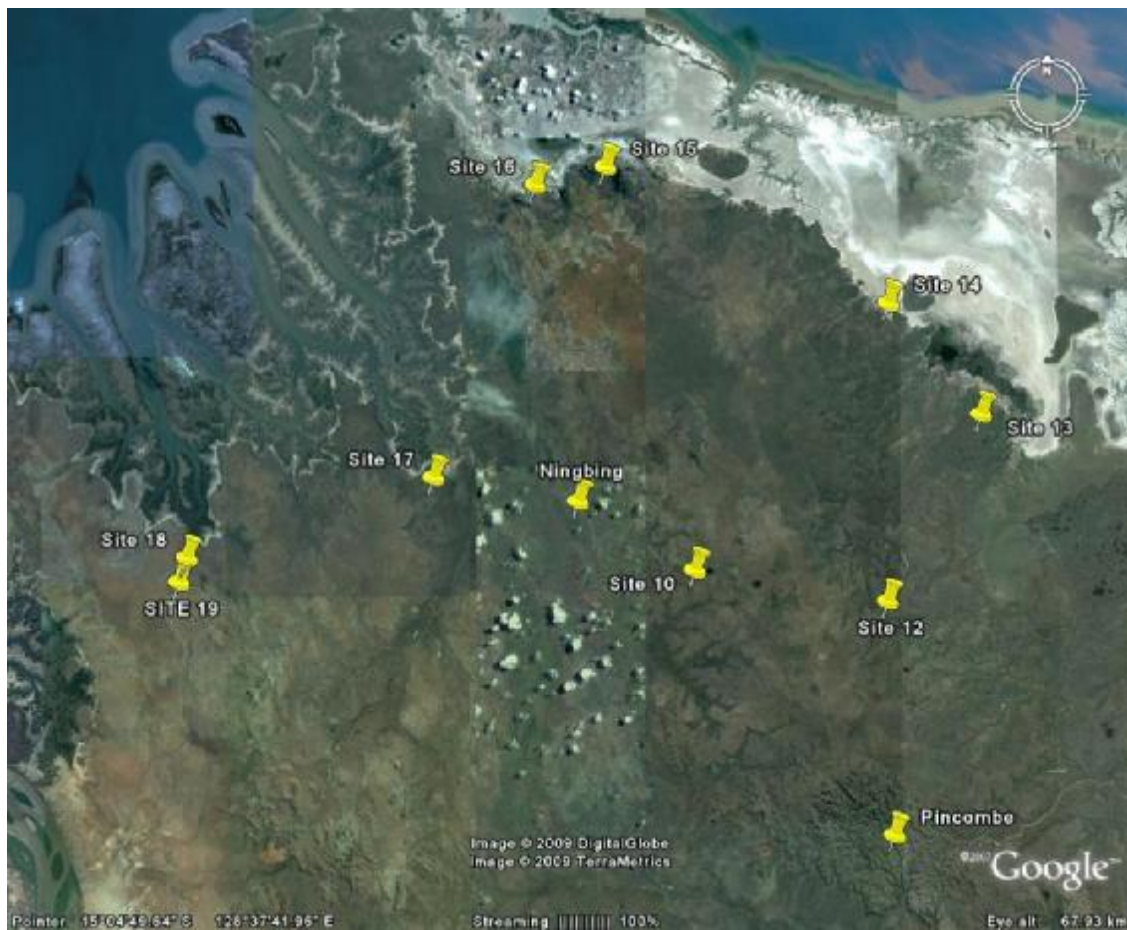 N
Site 15
Site 16
Site 14
Site 13
Site 17
Ningbing
Site 18
Site 10
SITE 19
Site 12
Pincombe
Image © 2009 DigitalGlobe
Image © 2009 TerraMetrics
©2007 Google™
Pointer 15°04'49.64" S 128°37'41.96" E Streaming |||||||||| 100% Eye alt 67.93 km